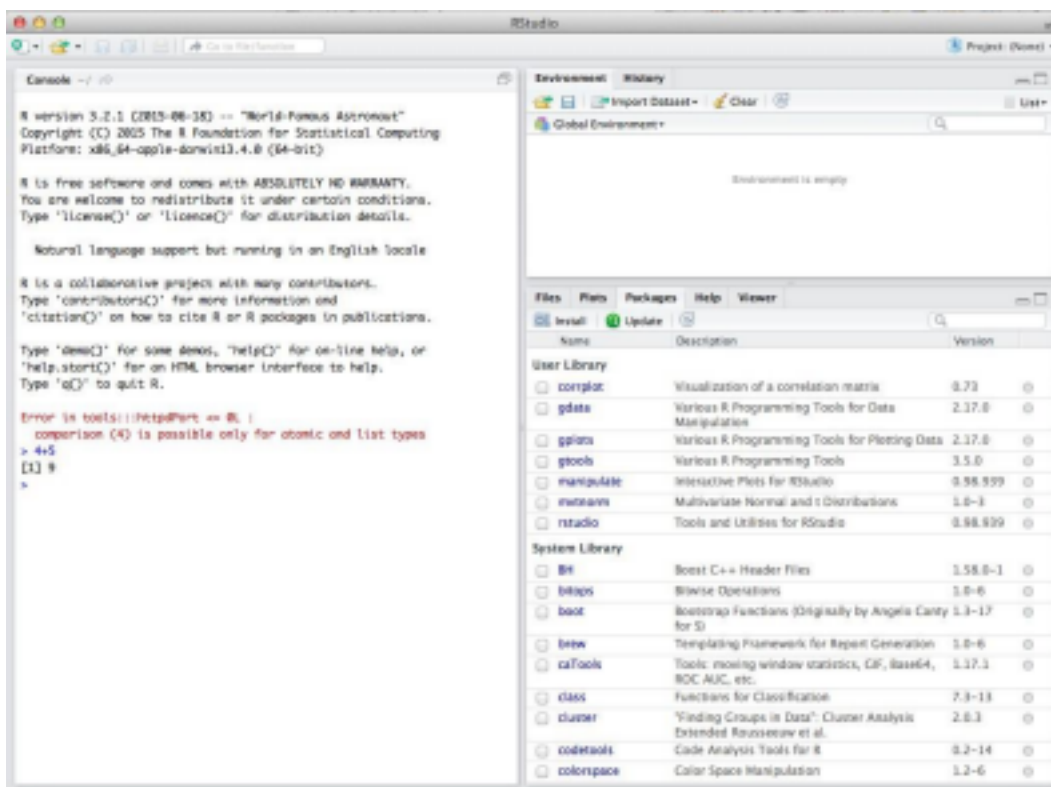 RStudio
Go to file/function
Project: (None)
Console ~/
R version 3.2.1 (2015-06-18) -- "World-Famous Astronaut"
Copyright (C) 2015 The R Foundation for Statistical Computing
Platform: x86_64-apple-darwin13.4.0 (64-bit)
R is free software and comes with ABSOLUTELY NO WARRANTY.
You are welcome to redistribute it under certain conditions.
Type 'license()' or 'licence()' for distribution details.
Natural language support but running in an English locale
R is a collaborative project with many contributors.
Type 'contributors()' for more information and
'citation()' on how to cite R or R packages in publications.
Type 'demo()' for some demos, 'help()' for on-line help, or
'help.start()' for an HTML browser interface to help.
Type 'q()' to quit R.
Error in tools:::httpdPort <= 0L :
comparison (4) is possible only for atomic and list types
> 4+5
[1] 9
>
Environment History
Import Dataset Clear List
Global Environment
Environment is empty
Files Plots Packages Help Viewer
Install Update
Name Description Version
User Library
corrplot Visualization of a correlation matrix 0.73
gdata Various R Programming Tools for Data 2.17.0
Manipulation
gplots Various R Programming Tools for Plotting Data 2.17.0
gtools Various R Programming Tools 3.5.0
manipulate Interactive Plots for RStudio 0.98.939
mvtnorm Multivariate Normal and t Distributions 1.0-3
rstudio Tools and Utilities for RStudio 0.98.939
System Library
BH Boost C++ Header Files 1.58.0-1
bitops Bitwise Operations 1.0-6
boot Bootstrap Functions (Originally by Angelo Canty 1.3-17
for S)
brew Templating Framework for Report Generation 1.0-6
caTools Tools: moving window statistics, GIF, Base64, 1.17.1
ROC AUC, etc.
class Functions for Classification 7.3-13
cluster "Finding Groups in Data": Cluster Analysis 2.0.3
Extended Rousseeuw et al.
codetools Code Analysis Tools for R 0.2-14
colorspace Color Space Manipulation 1.2-6